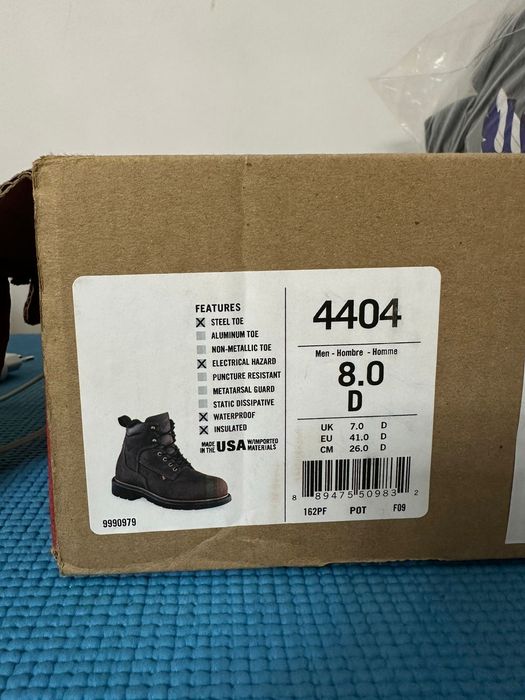 FEATURES
STEEL TOE
ALUMINUM TOE
NON-METALLIC TOE
ELECTRICAL HAZARD
PUNCTURE RESISTANT
METATARSAL GUARD
STATIC DISSIPATIVE
WATERPROOF
INSULATED
MADE IN THE USA W/IMPORTED MATERIALS
9990979
4404
Men - Hombre - Homme
8.0
D
UK 7.0 D
EU 41.0 D
CM 26.0 D
8 89475 50983 2
162PF POT F09